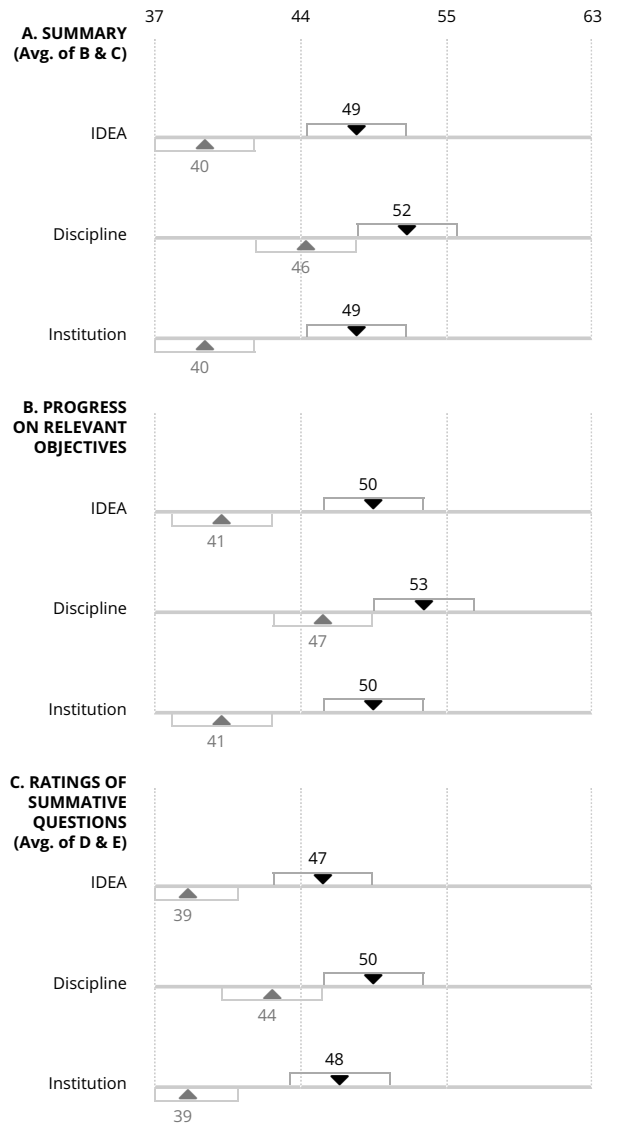 37 44 55 63
A. SUMMARY
(Avg. of B & C)
49
IDEA
40
52
Discipline
46
49
Institution
40
B. PROGRESS
ON RELEVANT
OBJECTIVES
50
IDEA
41
53
Discipline
47
50
Institution
41
C. RATINGS OF
SUMMATIVE
QUESTIONS
(Avg. of D & E)
47
IDEA
39
50
Discipline
44
48
Institution
39